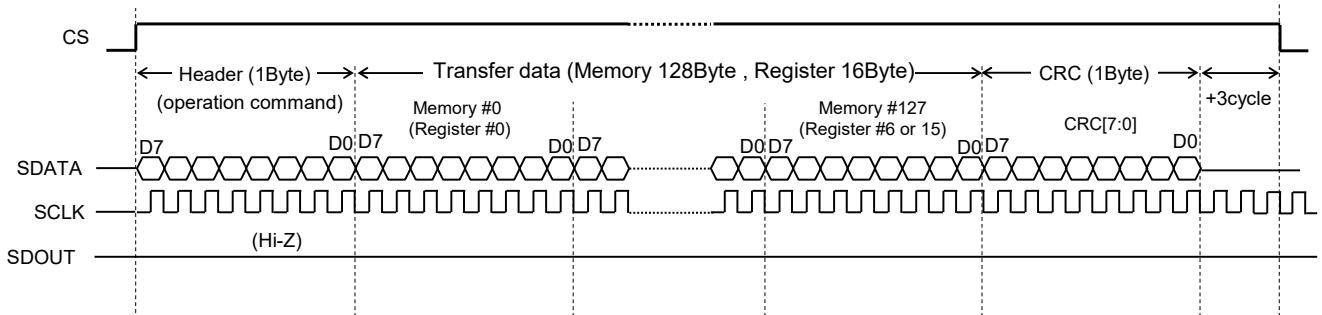 CS
Header (1Byte)
(operation command)
Transfer data (Memory 128Byte , Register 16Byte)
CRC (1Byte)
+3cycle
Memory #0
(Register #0)
Memory #127
(Register #6 or 15)
CRC[7:0]
SDATA
D7
D0
D7
D0
D7
D0
D7
D0
D7
D0
SCLK
(Hi-Z)
SDOUT